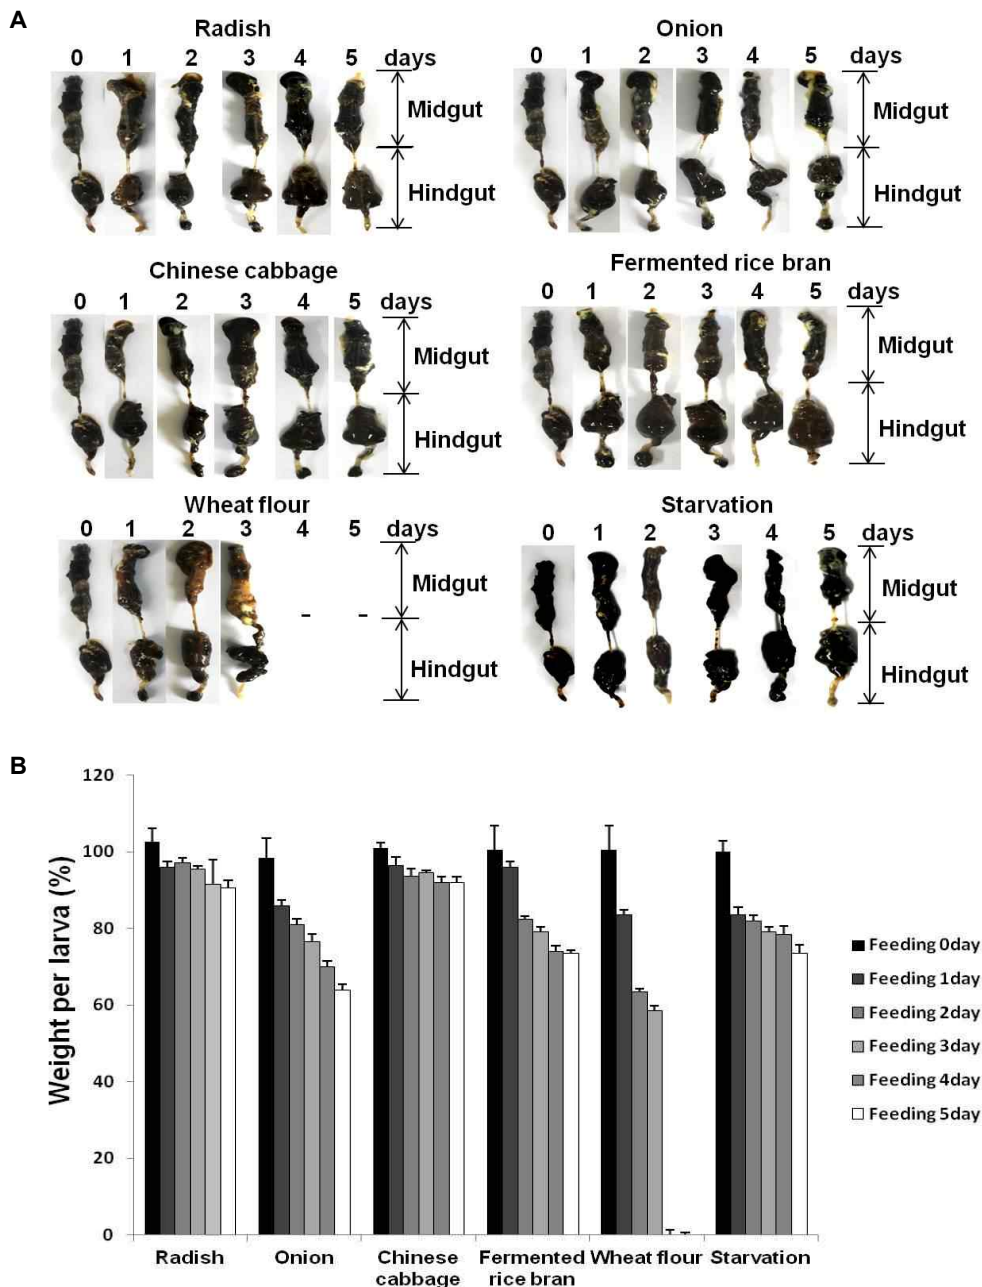 A
Radish
0 1 2 3 4 5 days
Midgut
Hindgut
Onion
0 1 2 3 4 5 days
Midgut
Hindgut
Chinese cabbage
0 1 2 3 4 5 days
Midgut
Hindgut
Fermented rice bran
0 1 2 3 4 5 days
Midgut
Hindgut
Wheat flour
0 1 2 3 4 5 days
Midgut
- -
Hindgut
Starvation
0 1 2 3 4 5 days
Midgut
Hindgut
B
Weight per larva (%)
120
100
80
60
40
20
0
Radish
Onion
Chinese
cabbage
Fermented
rice bran
Wheat flour
Starvation
Feeding 0day
Feeding 1day
Feeding 2day
Feeding 3day
Feeding 4day
Feeding 5day